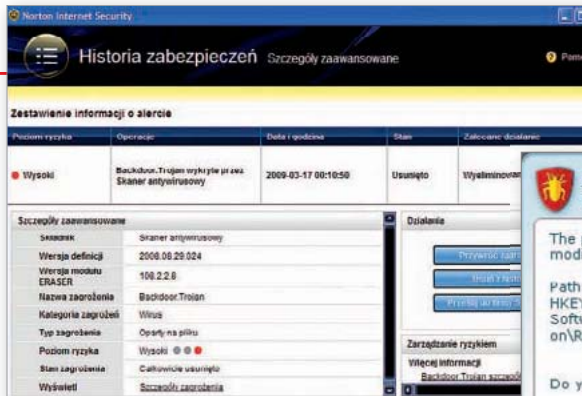 Norton Internet Security
Historia zabezpieczeń Szczegóły zaawansowane
Zestawienie informacji o alercie
Poziom ryzyka Operacje Data i godzina Stan Zalecane działanie
Wysoki Backdoor.Trojan wykryte przez Skaner antywirusowy 2009-03-17 00:10:50 Usunięto
Szczegóły zaawansowane
Składnik Skaner antywirusowy
Wersja definicji 2008.08.29.024
Wersja modułu ERASER 108.2.2.6
Nazwa zagrożenia Backdoor.Trojan
Kategoria zagrożeń Wirus
Typ zagrożenia Oparty na pliku
Poziom ryzyka Wysoki
Stan zagrożenia Całkowicie usunięto
Wyświetl Szczegóły zagrożenia
Działania
Zarządzanie ryzykiem
Więcej informacji
Backdoor.Trojan
The
Path
Do y